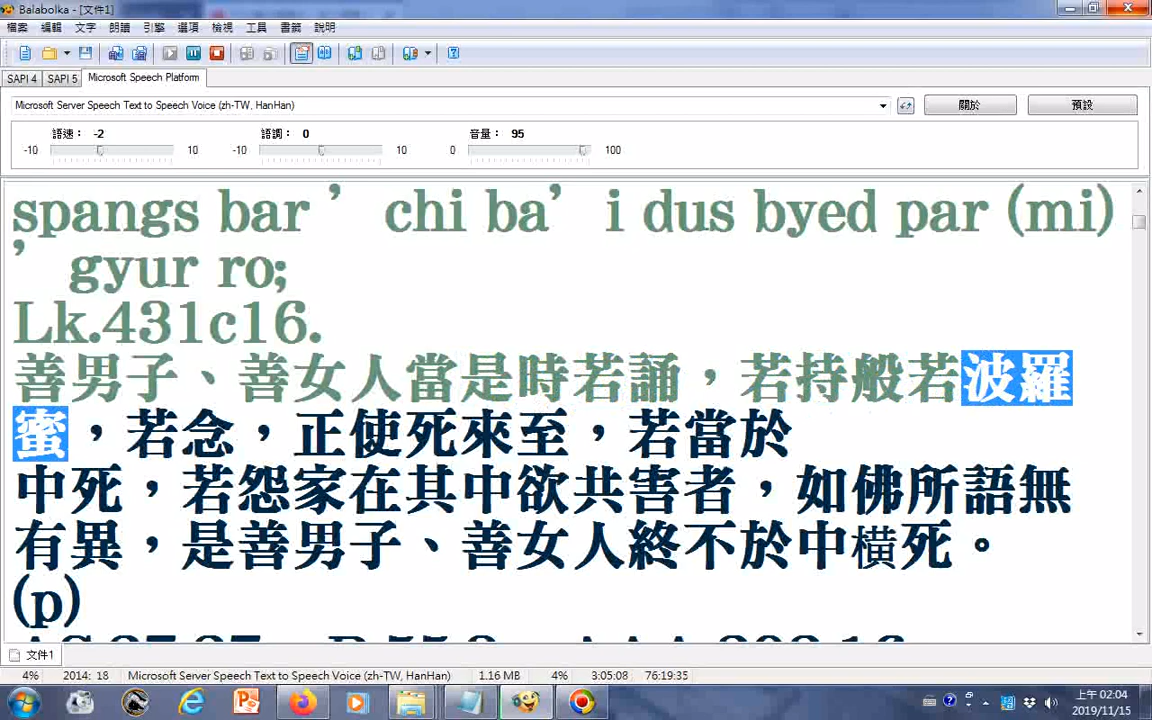 Balabolka - [文件1]
檔案 編輯 文字 朗讀 引擎 選項 檢視 工具 書籤 說明
SAPI 4 SAPI 5 Microsoft Speech Platform
Microsoft Server Speech Text to Speech Voice (zh-TW, HanHan) 關於 預設
語速： -2 語調： 0 音量： 95
-10 10 -10 10 0 100
spangs bar ’ chi ba’ i dus byed par (mi)
’ gyur ro;
Lk.431c16.
善男子、善女人當是時若誦，若持般若波羅
蜜，若念，正使死來至，若當於
中死，若怨家在其中欲共害者，如佛所語無
有異，是善男子、善女人終不於中橫死。
(p)
文件1
4% 2014: 18 Microsoft Server Speech Text to Speech Voice (zh-TW, HanHan) 1.16 MB 4% 3:05:08 76:19:35
上午 02:04
2019/11/15